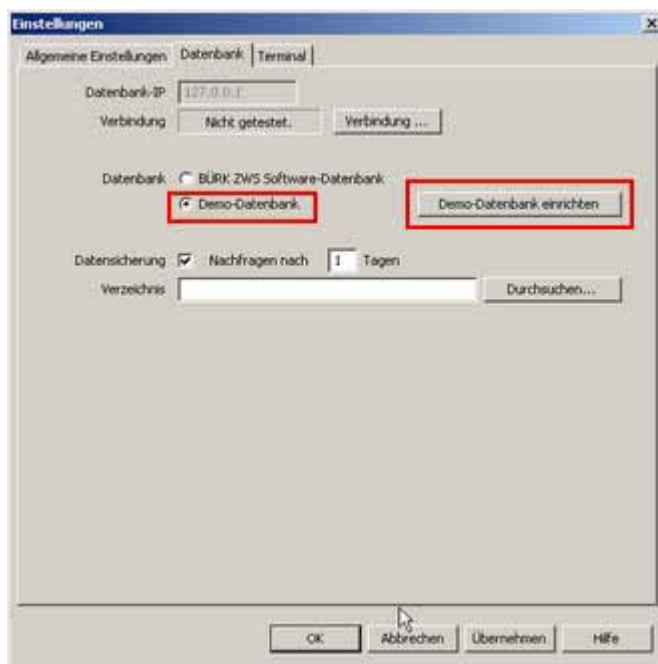 Einstellungen
Allgemeine Einstellungen Datenbank Terminal
Datenbank-IP 127.0.0.1
Verbindung Nicht getestet. Verbindung ...
Datenbank BÜRK ZWS Software-Datenbank
Demo-Datenbank Demo-Datenbank einrichten
Datensicherung Nachfragen nach 1 Tagen
Verzeichnis Durchsuchen...
OK Abbrechen Übernehmen Hilfe